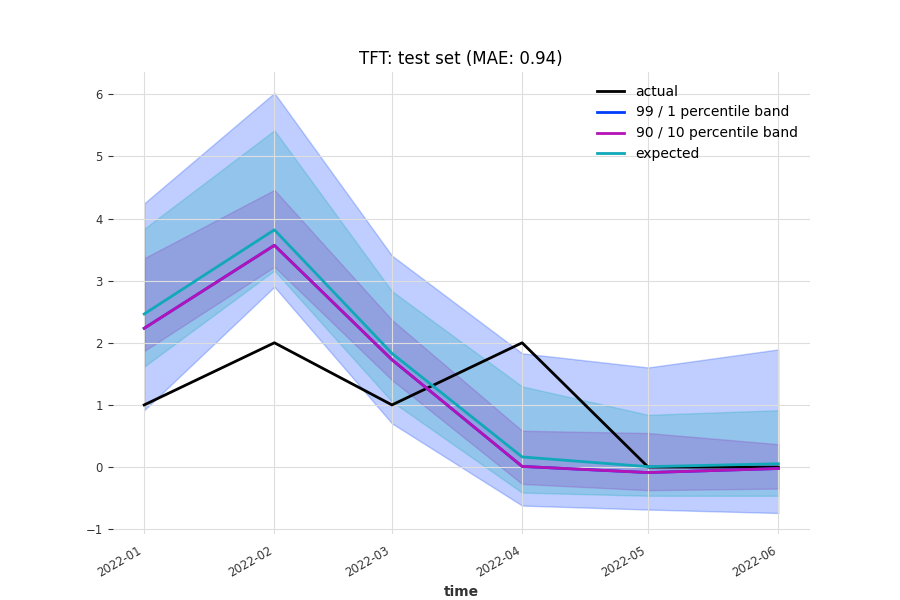 TFT: test set (MAE: 0.94)
actual
99 / 1 percentile band
90 / 10 percentile band
expected
6
5
4
3
2
1
0
−1
2022-01
2022-02
2022-03
2022-04
2022-05
2022-06
time